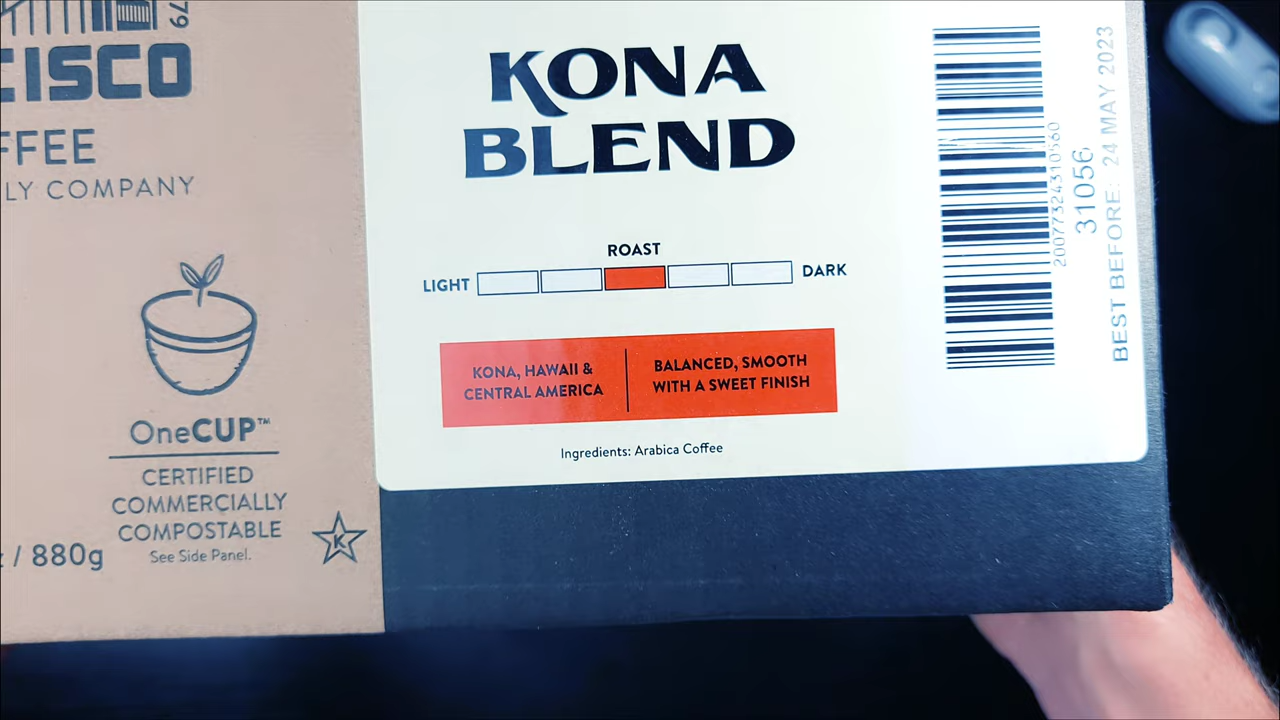 79
CISCO
FFEE
LY COMPANY
OneCUP™
CERTIFIED
COMMERCIALLY
COMPOSTABLE
See Side Panel.
/ 880g
K
KONA
BLEND
ROAST
LIGHT
DARK
KONA, HAWAII &
CENTRAL AMERICA
BALANCED, SMOOTH
WITH A SWEET FINISH
Ingredients: Arabica Coffee
31056
BEST BEFORE: 24 MAY 2023